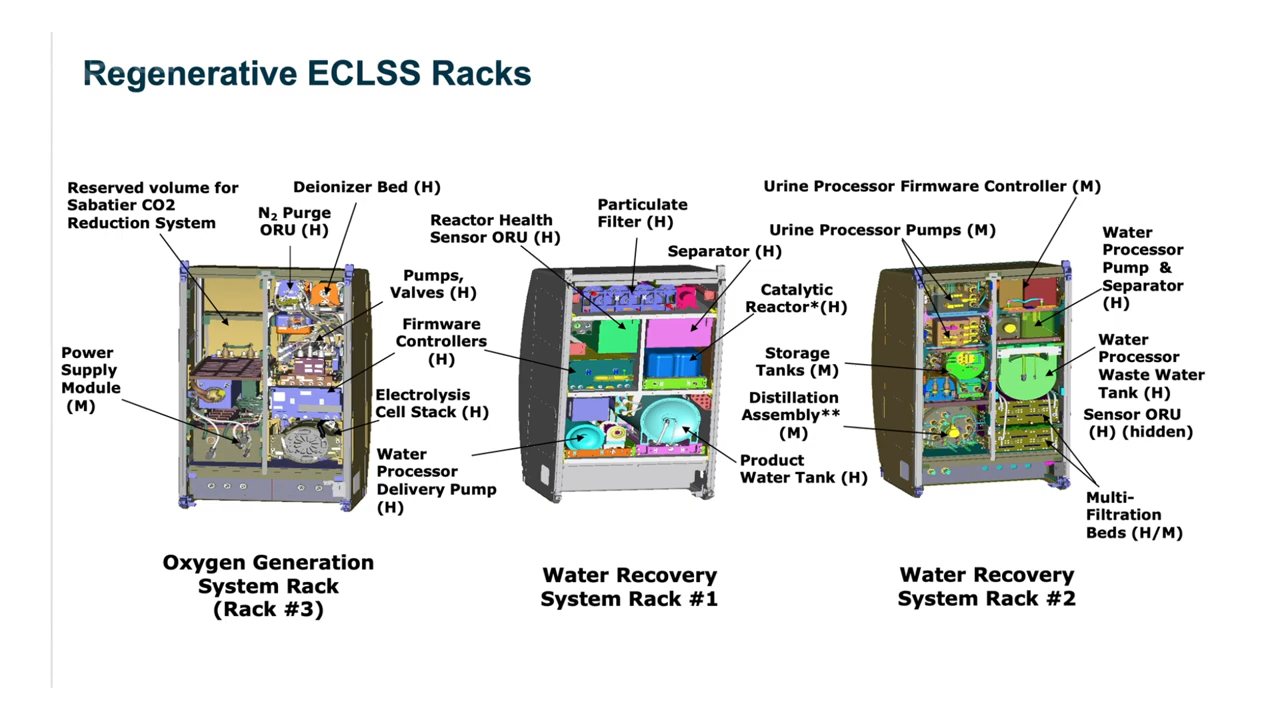 Regenerative ECLSS Racks
Reserved volume for
Sabatier CO2
Reduction System
Deionizer Bed (H)
N₂ Purge
ORU (H)
Pumps,
Valves (H)
Firmware
Controllers
(H)
Power
Supply
Module
(M)
Electrolysis
Cell Stack (H)
Oxygen Generation
System Rack
(Rack #3)
Reactor Health
Sensor ORU (H)
Particulate
Filter (H)
Separator (H)
Catalytic
Reactor*(H)
Water
Processor
Delivery Pump
(H)
Product
Water Tank (H)
Water Recovery
System Rack #1
Urine Processor Firmware Controller (M)
Urine Processor Pumps (M)
Water
Processor
Pump &
Separator
(H)
Storage
Tanks (M)
Distillation
Assembly**
(M)
Water
Processor
Waste Water
Tank (H)
Sensor ORU
(H) (hidden)
Multi-
Filtration
Beds (H/M)
Water Recovery
System Rack #2